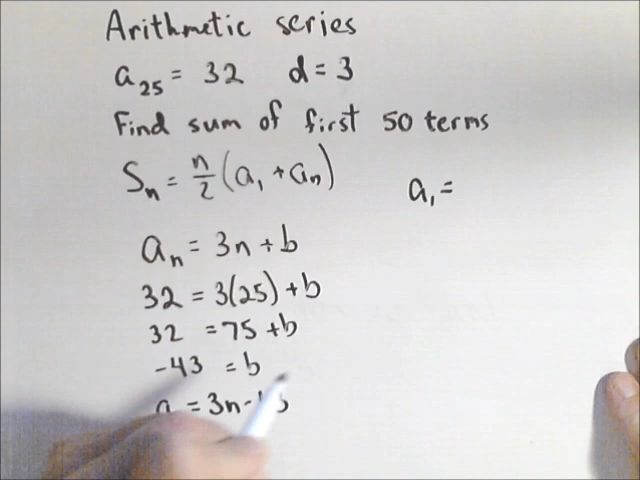 Arithmetic series
a₂₅ = 32 d = 3
Find sum of first 50 terms
Sₙ = n/2 (a₁ + aₙ)
a₁ =
aₙ = 3n + b
32 = 3(25) + b
32 = 75 + b
-43 = b
a = 3n -